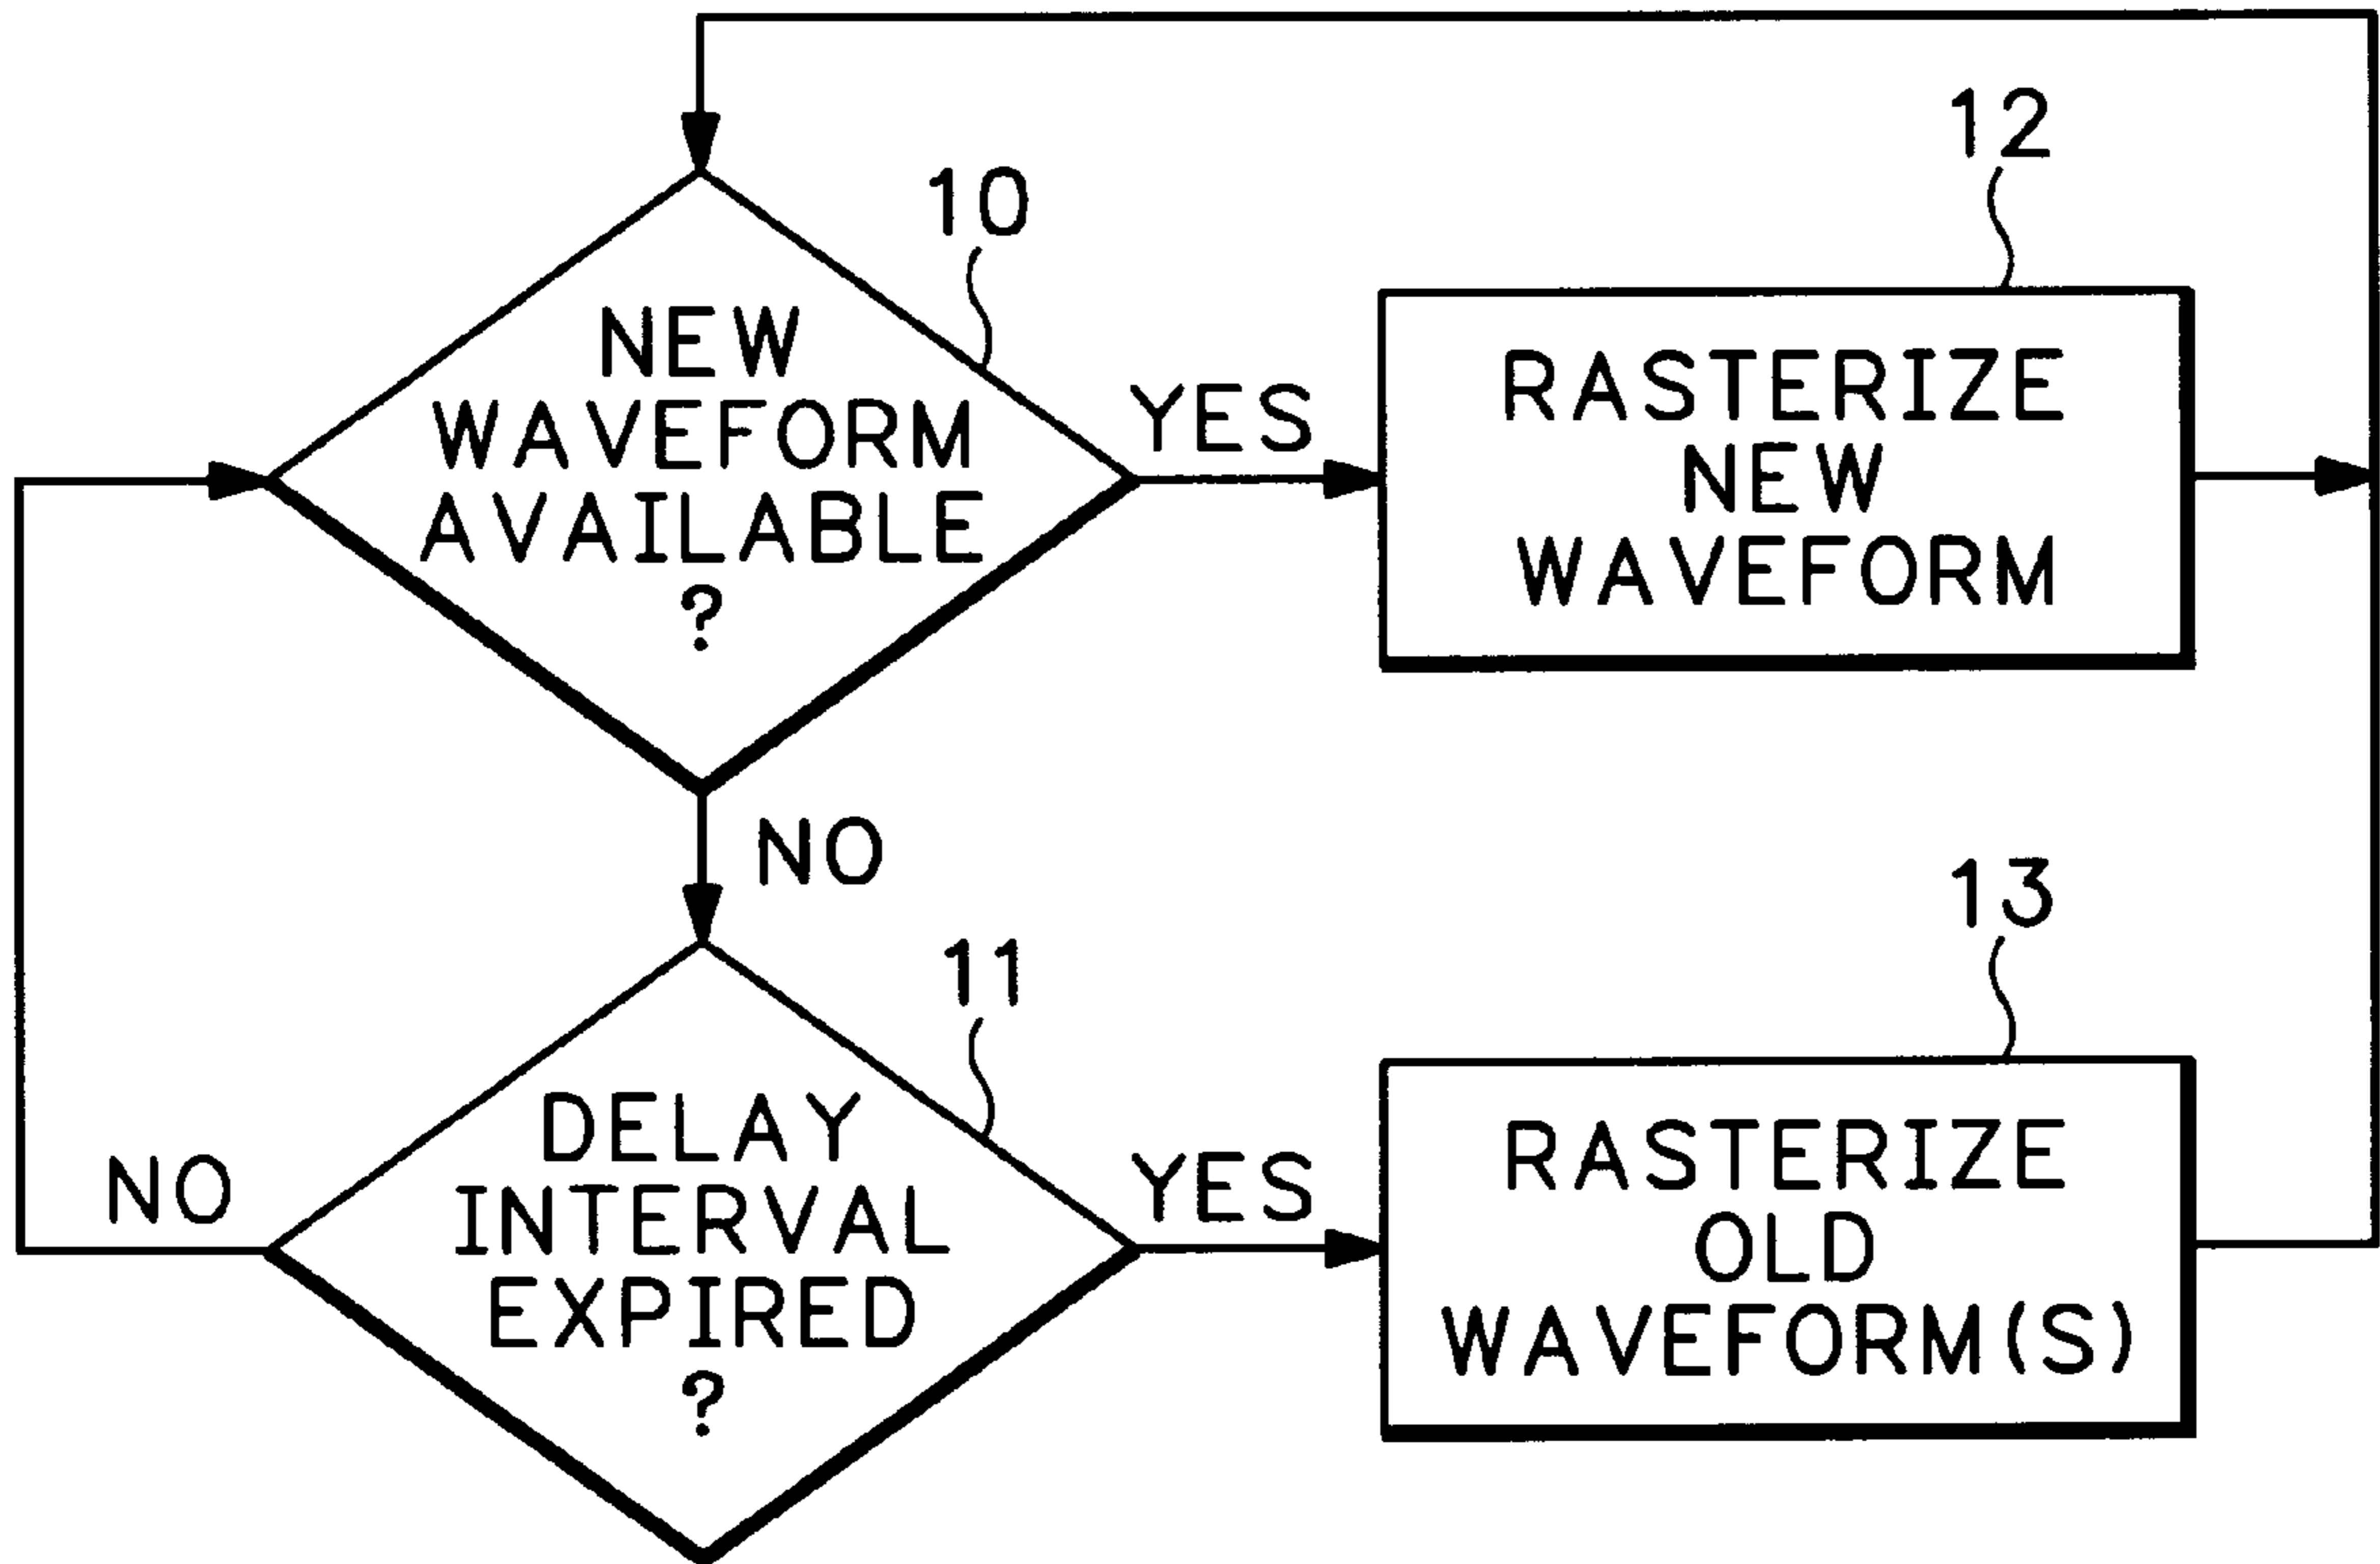 12
10
NEW
WAVEFORM
AVAILABLE
?
YES
RASTERIZE
NEW
WAVEFORM
NO
13
11
DELAY
INTERVAL
EXPIRED
?
NO
YES
RASTERIZE
OLD
WAVEFORM(S)